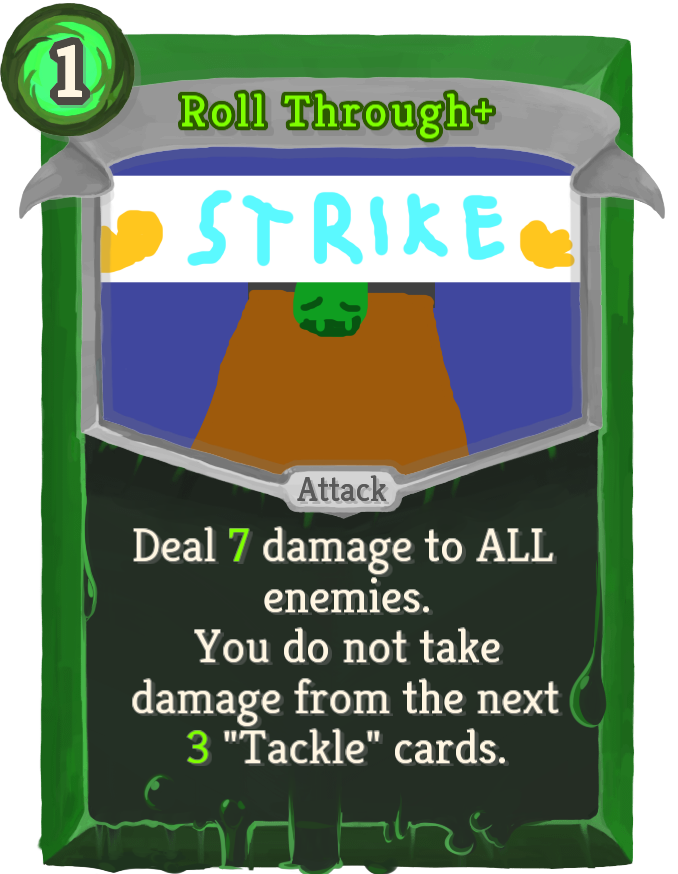 1
Roll Through+
STRIKE
Attack
Deal 7 damage to ALL
enemies.
You do not take
damage from the next
3 "Tackle" cards.